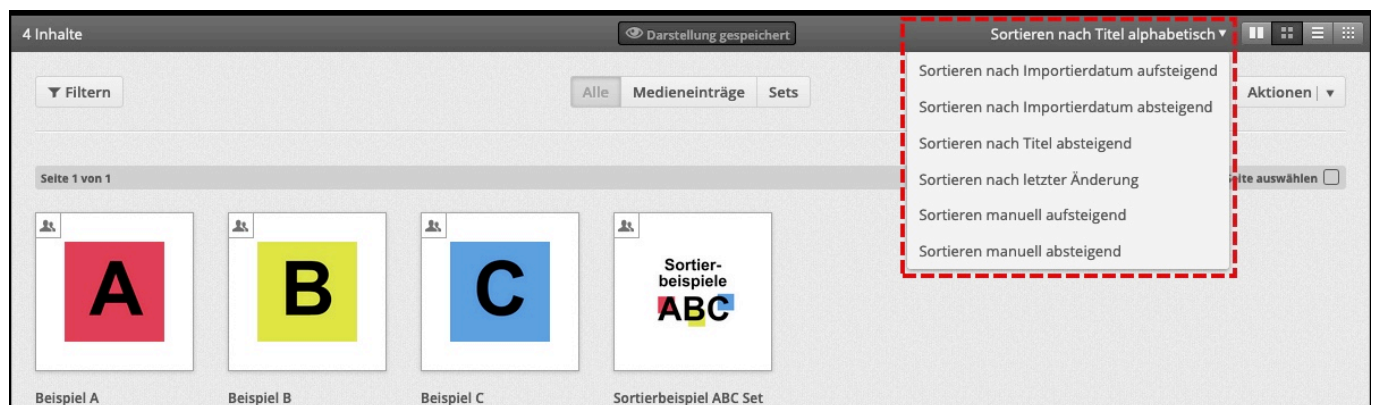 4 Inhalte
Darstellung gespeichert
Sortieren nach Titel alphabetisch
Sortieren nach Importierdatum aufsteigend
Sortieren nach Importierdatum absteigend
Sortieren nach Titel absteigend
Sortieren nach letzter Änderung
Sortieren manuell aufsteigend
Sortieren manuell absteigend
Filtern
Alle Medieneinträge Sets
Aktionen
Seite 1 von 1
auswählen
A
B
C
Sortier-
beispiele
ABC
Beispiel A
Beispiel B
Beispiel C
Sortierbeispiel ABC Set